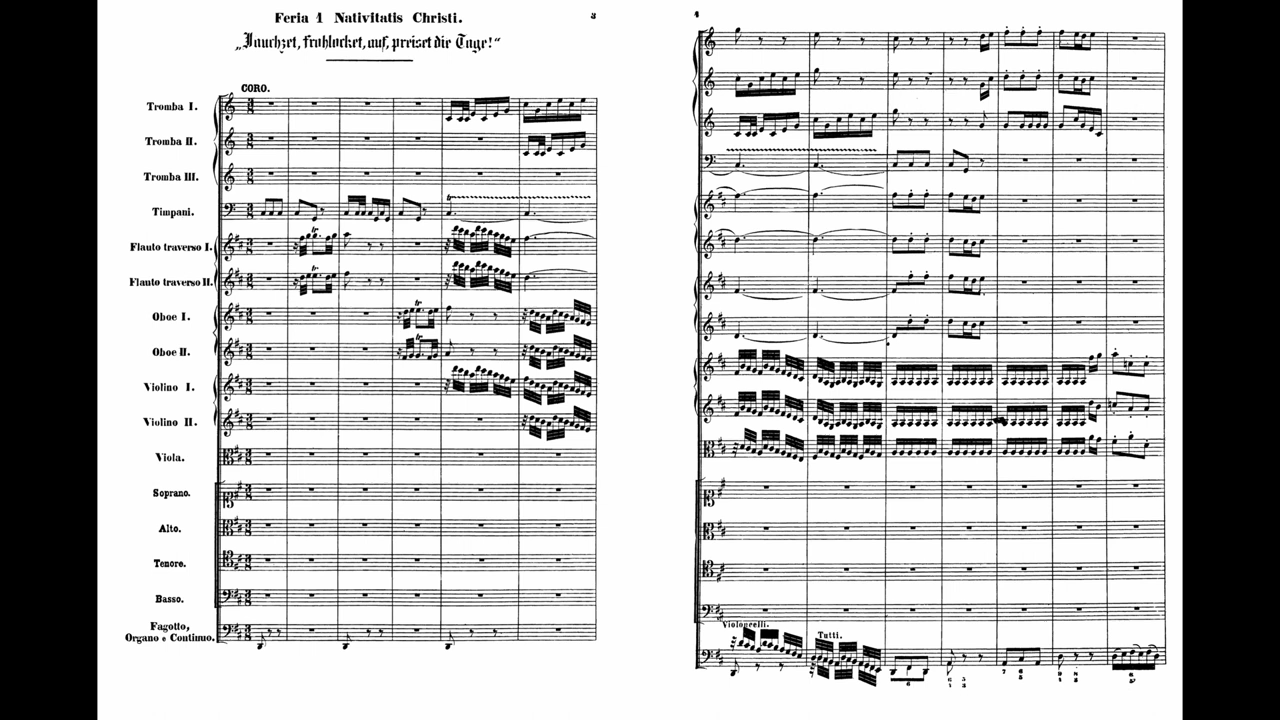 Feria 1 Nativitatis Christi.
3
„Jauchzet, frohlocket, auf, preiset die Tage!“
CORO.
Tromba I.
Tromba II.
Tromba III.
Timpani.
Flauto traverso I.
Flauto traverso II.
Oboe I.
Oboe II.
Violino I.
Violino II.
Viola.
Soprano.
Alto.
Tenore.
Basso.
Fagotto,
Organo e Continuo.
4
Violoncelli.
Tutti.